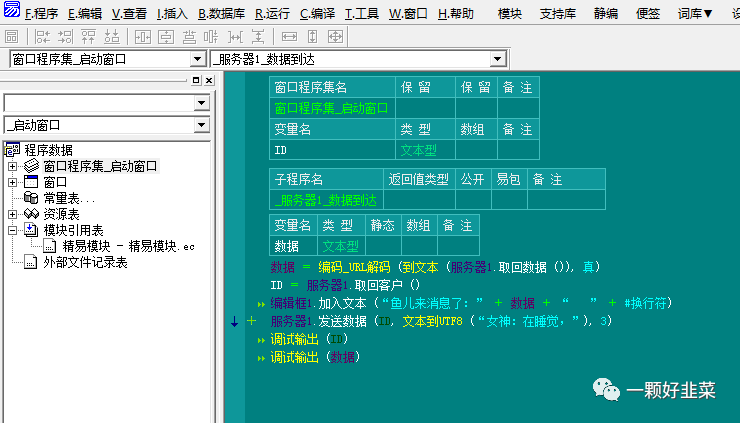 F.程序 E.编辑 V.查看 I.插入 B.数据库 R.运行 C.编译 T.工具 W.窗口 H.帮助 模块 支持库 静编 便签 词库▼
窗口程序集_启动窗口 _服务器1_数据到达
_启动窗口
程序数据
窗口程序集_启动窗口
窗口
常量表...
资源表
模块引用表
精易模块 - 精易模块.ec
外部文件记录表
窗口程序集名 保 留 保 留 备 注
窗口程序集_启动窗口
变量名 类 型 数组 备 注
ID 文本型
子程序名 返回值类型 公开 易包 备 注
_服务器1_数据到达
变量名 类 型 静态 数组 备 注
数据 文本型
数据 = 编码_URL解码 (到文本 (服务器1.取回数据 ()), 真)
ID = 服务器1.取回客户 ()
编辑框1.加入文本 (“鱼儿来消息了：” + 数据 + “   ” + #换行符)
服务器1.发送数据 (ID, 文本到UTF8 (“女神：在睡觉，”), 3)
调试输出 (ID)
调试输出 (数据)
一颗好韭菜